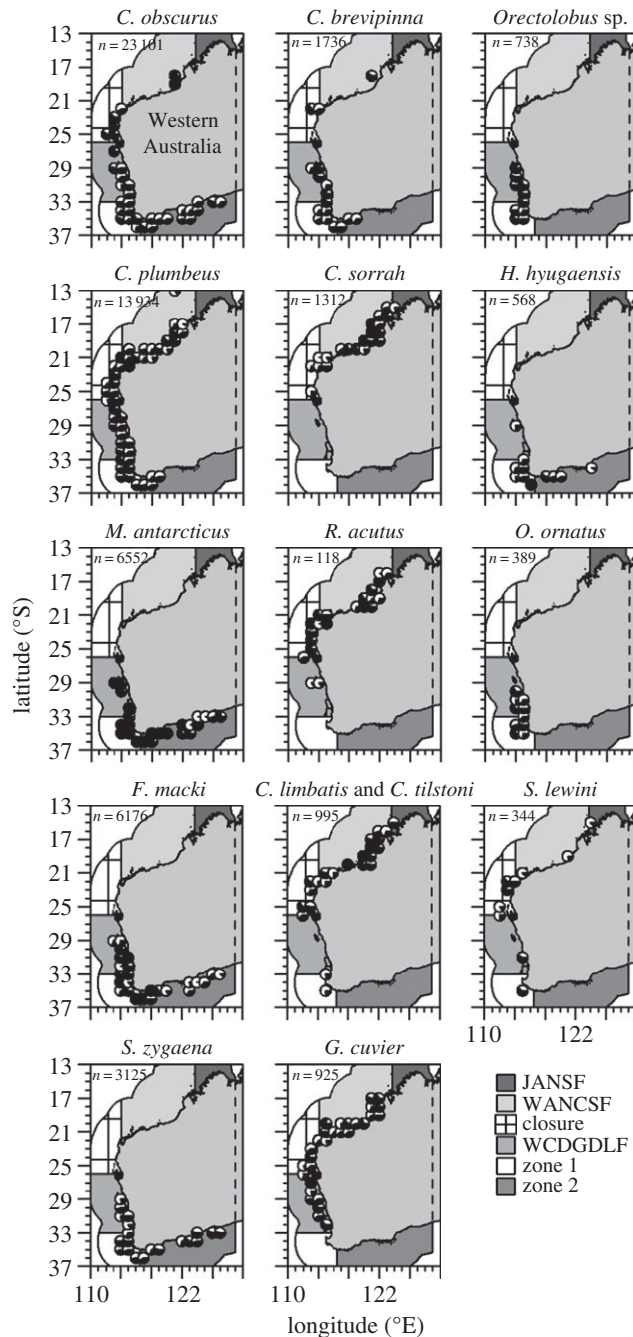 C. obscurus C. brevipinna Orectolobus sp.
13 n = 23 101 n = 1736 n = 738
17
21
25 Western
29 Australia
33
37
C. plumbeus C. sorrah H. hyugaensis
13 n = 13 934 n = 1312 n = 568
17
21
25
29
33
37
M. antarcticus R. acutus O. ornatus
13 n = 6552 n = 118 n = 389
17
21
25
29
33
37
latitude (°S)
F. macki C. limbatis and C. tilstoni S. lewini
13 n = 6176 n = 995 n = 344
17
21
25
29
33
37
110 122
S. zygaena G. cuvier
13 n = 3125 n = 925
17
21
25
29
33
37
110 122 110 122
longitude (°E)
JANSF
WANCSF
closure
WCDGDLF
zone 1
zone 2